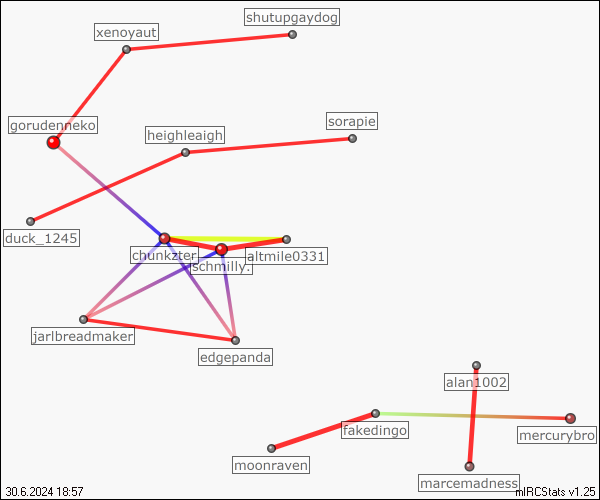 shutupgaydog
xenoyaut
gorudenneko
sorapie
heighleaigh
duck_1245
chunkzter
altmile0331
schmilly.
jarlbreadmaker
edgepanda
alan1002
fakedingo
mercurybro
moonraven
marcemadness
30.6.2024 18:57
mIRCStats v1.25